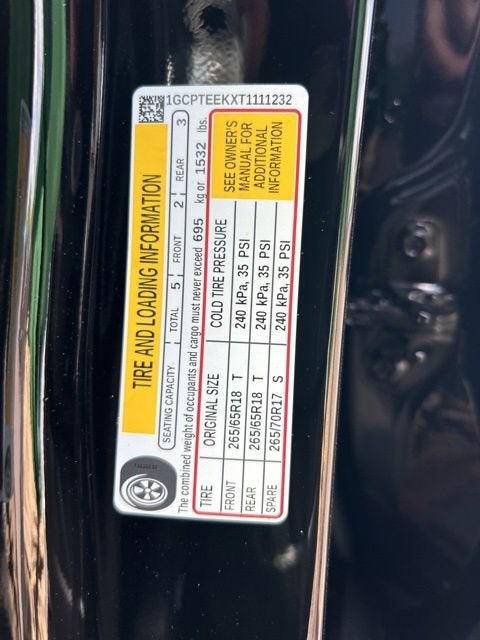 1GCPTEEKXT1111232
TIRE AND LOADING INFORMATION
SEATING CAPACITY TOTAL 5 FRONT 2 REAR 3
The combined weight of occupants and cargo must never exceed 695 kg or 1532 lbs.
TIRE ORIGINAL SIZE COLD TIRE PRESSURE
FRONT 265/65R18 T 240 kPa, 35 PSI
REAR 265/65R18 T 240 kPa, 35 PSI
SPARE 265/70R17 S 240 kPa, 35 PSI
SEE OWNER'S
MANUAL FOR
ADDITIONAL
INFORMATION